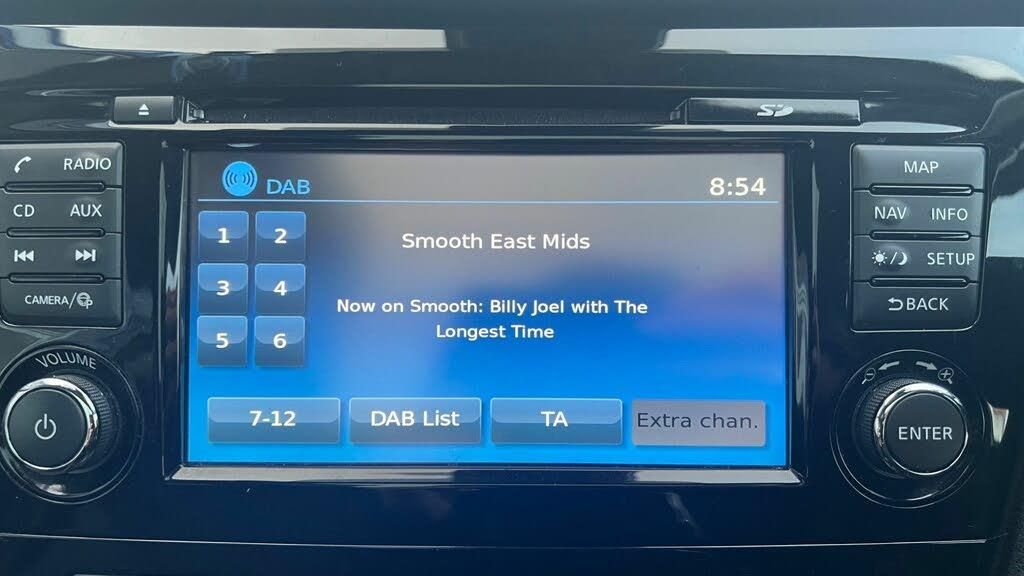 RADIO
CD AUX
CAMERA/
VOLUME
SD
DAB
8:54
1 2
3 4
5 6
Smooth East Mids
Now on Smooth: Billy Joel with The
Longest Time
7-12 DAB List TA Extra chan.
MAP
NAV INFO
SETUP
BACK
ENTER